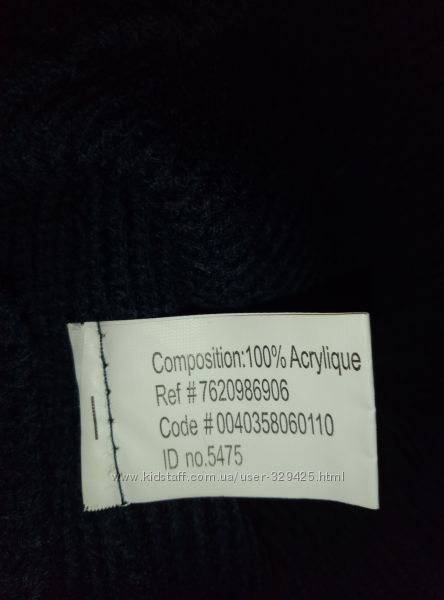 Composition:100% Acrylique
Ref # 7620986906
Code # 0040358060110
ID no.5475
www.kidstaff.com.ua/user-329425.html